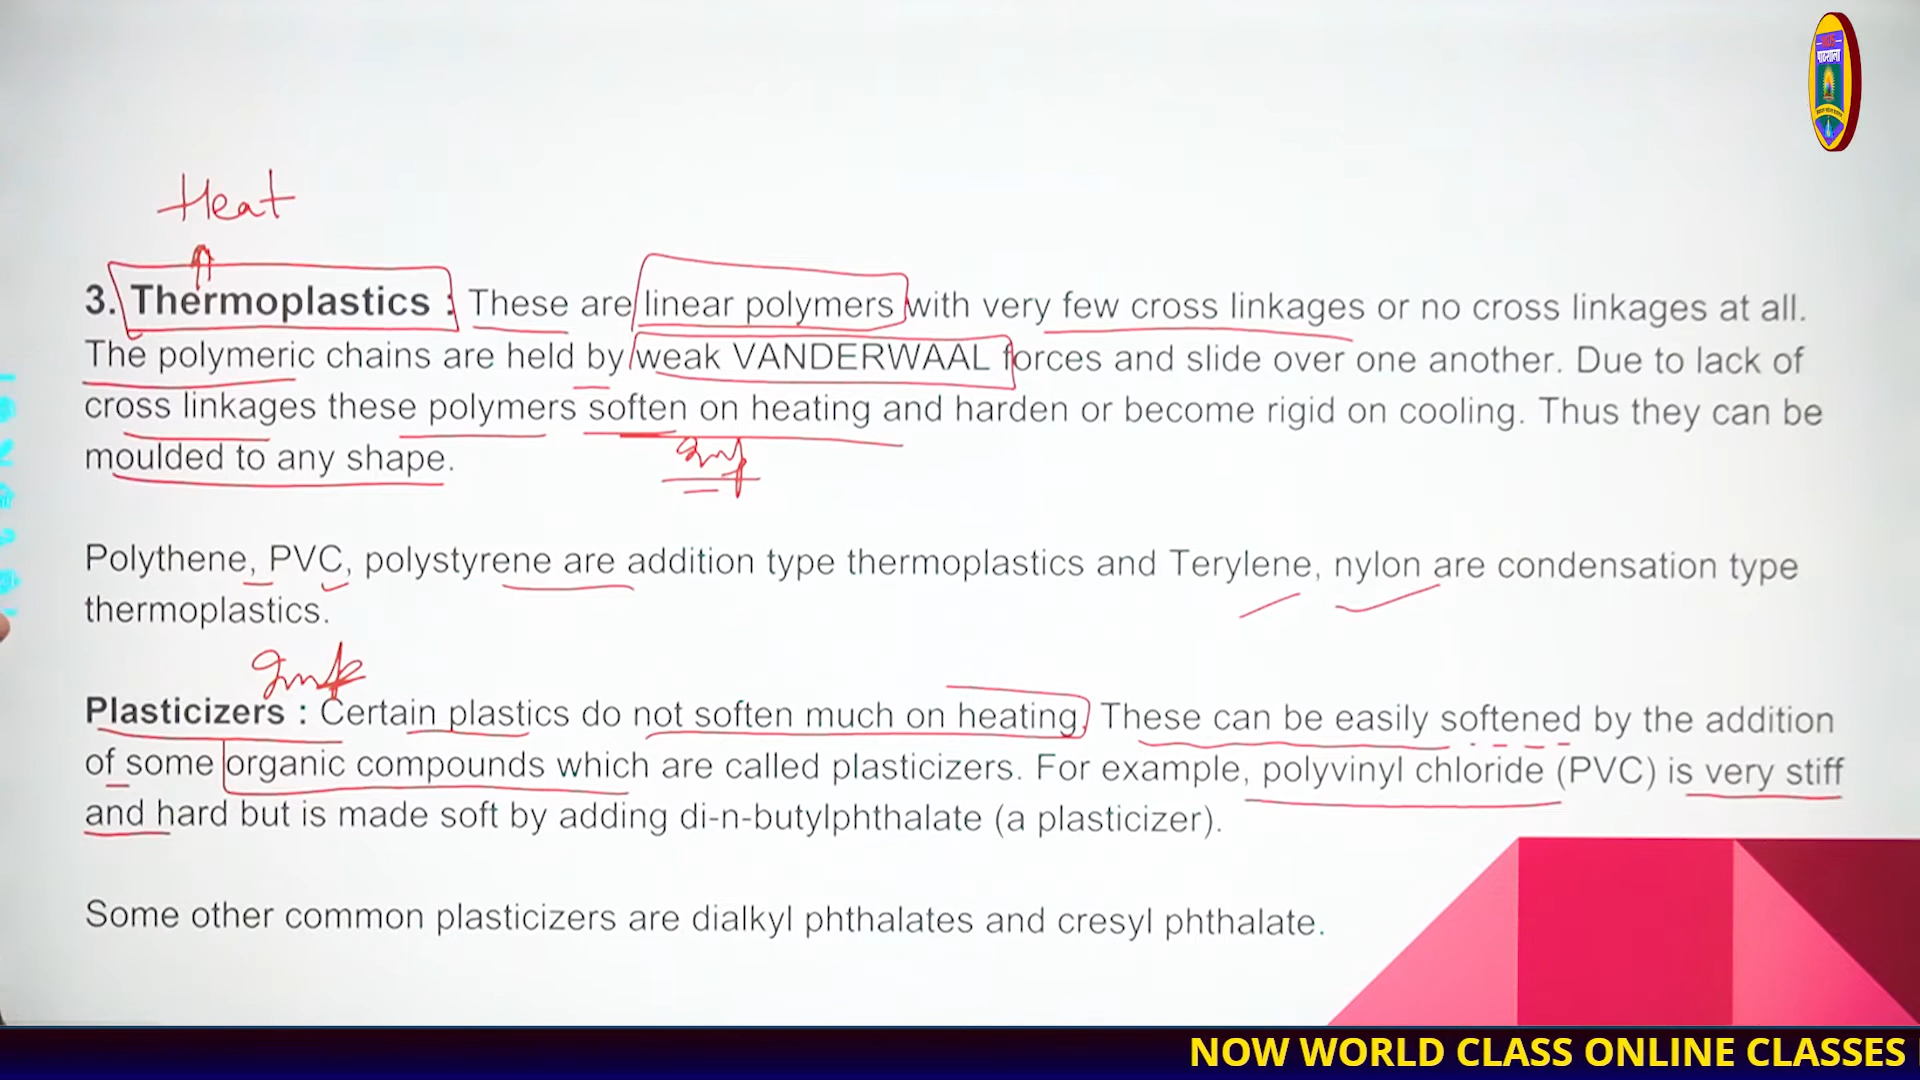 Heat
3. Thermoplastics : These are linear polymers with very few cross linkages or no cross linkages at all.
The polymeric chains are held by weak VANDERWAAL forces and slide over one another. Due to lack of
cross linkages these polymers soften on heating and harden or become rigid on cooling. Thus they can be
moulded to any shape.
Polythene, PVC, polystyrene are addition type thermoplastics and Terylene, nylon are condensation type
thermoplastics.
Plasticizers : Certain plastics do not soften much on heating. These can be easily softened by the addition
of some organic compounds which are called plasticizers. For example, polyvinyl chloride (PVC) is very stiff
and hard but is made soft by adding di-n-butylphthalate (a plasticizer).
Some other common plasticizers are dialkyl phthalates and cresyl phthalate.
NOW WORLD CLASS ONLINE CLASSES